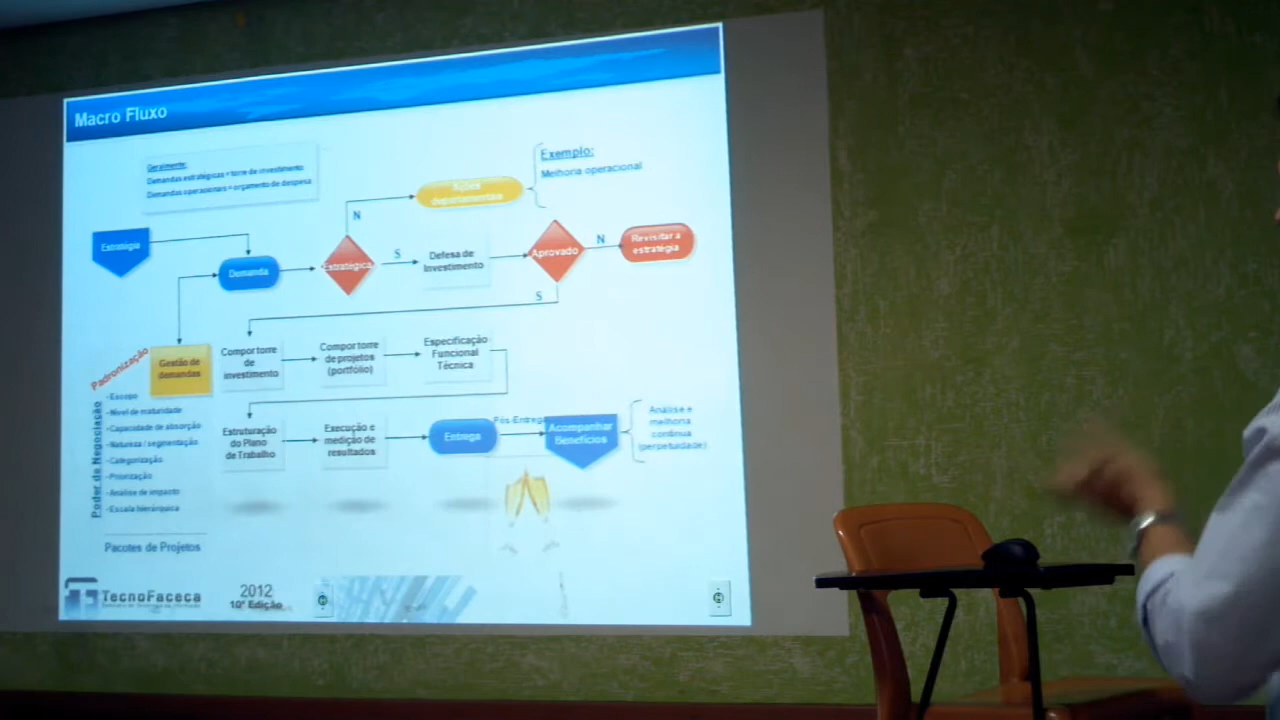 Macro Fluxo
Geralmente:
Demandas estratégicas = torre de investimento
Demandas operacionais = orçamento de despesa
Exemplo:
Melhoria operacional
Ações
departamentais
N
Estratégia
Demanda
Estratégica
S
Defesa de
Investimento
Aprovado
N
Revisitar a
estratégia
S
Padronização
Gestão de
demandas
Compor torre
de
investimento
Compor torre
de projetos
(portfólio)
Especificação
Funcional
Técnica
Poder de Negociação
- Escopo
- Nível de maturidade
- Capacidade de absorção
- Natureza / segmentação
- Categorização
- Priorização
- Análise de impacto
- Escala hierárquica
Estruturação
do Plano
de Trabalho
Execução e
medição de
resultados
Entrega
Pós-Entrega
Acompanhar
Benefícios
Análise e
melhoria
contínua
(perpetuidade)
Pacotes de Projetos
TecnoFaceca
2012
10ª Edição